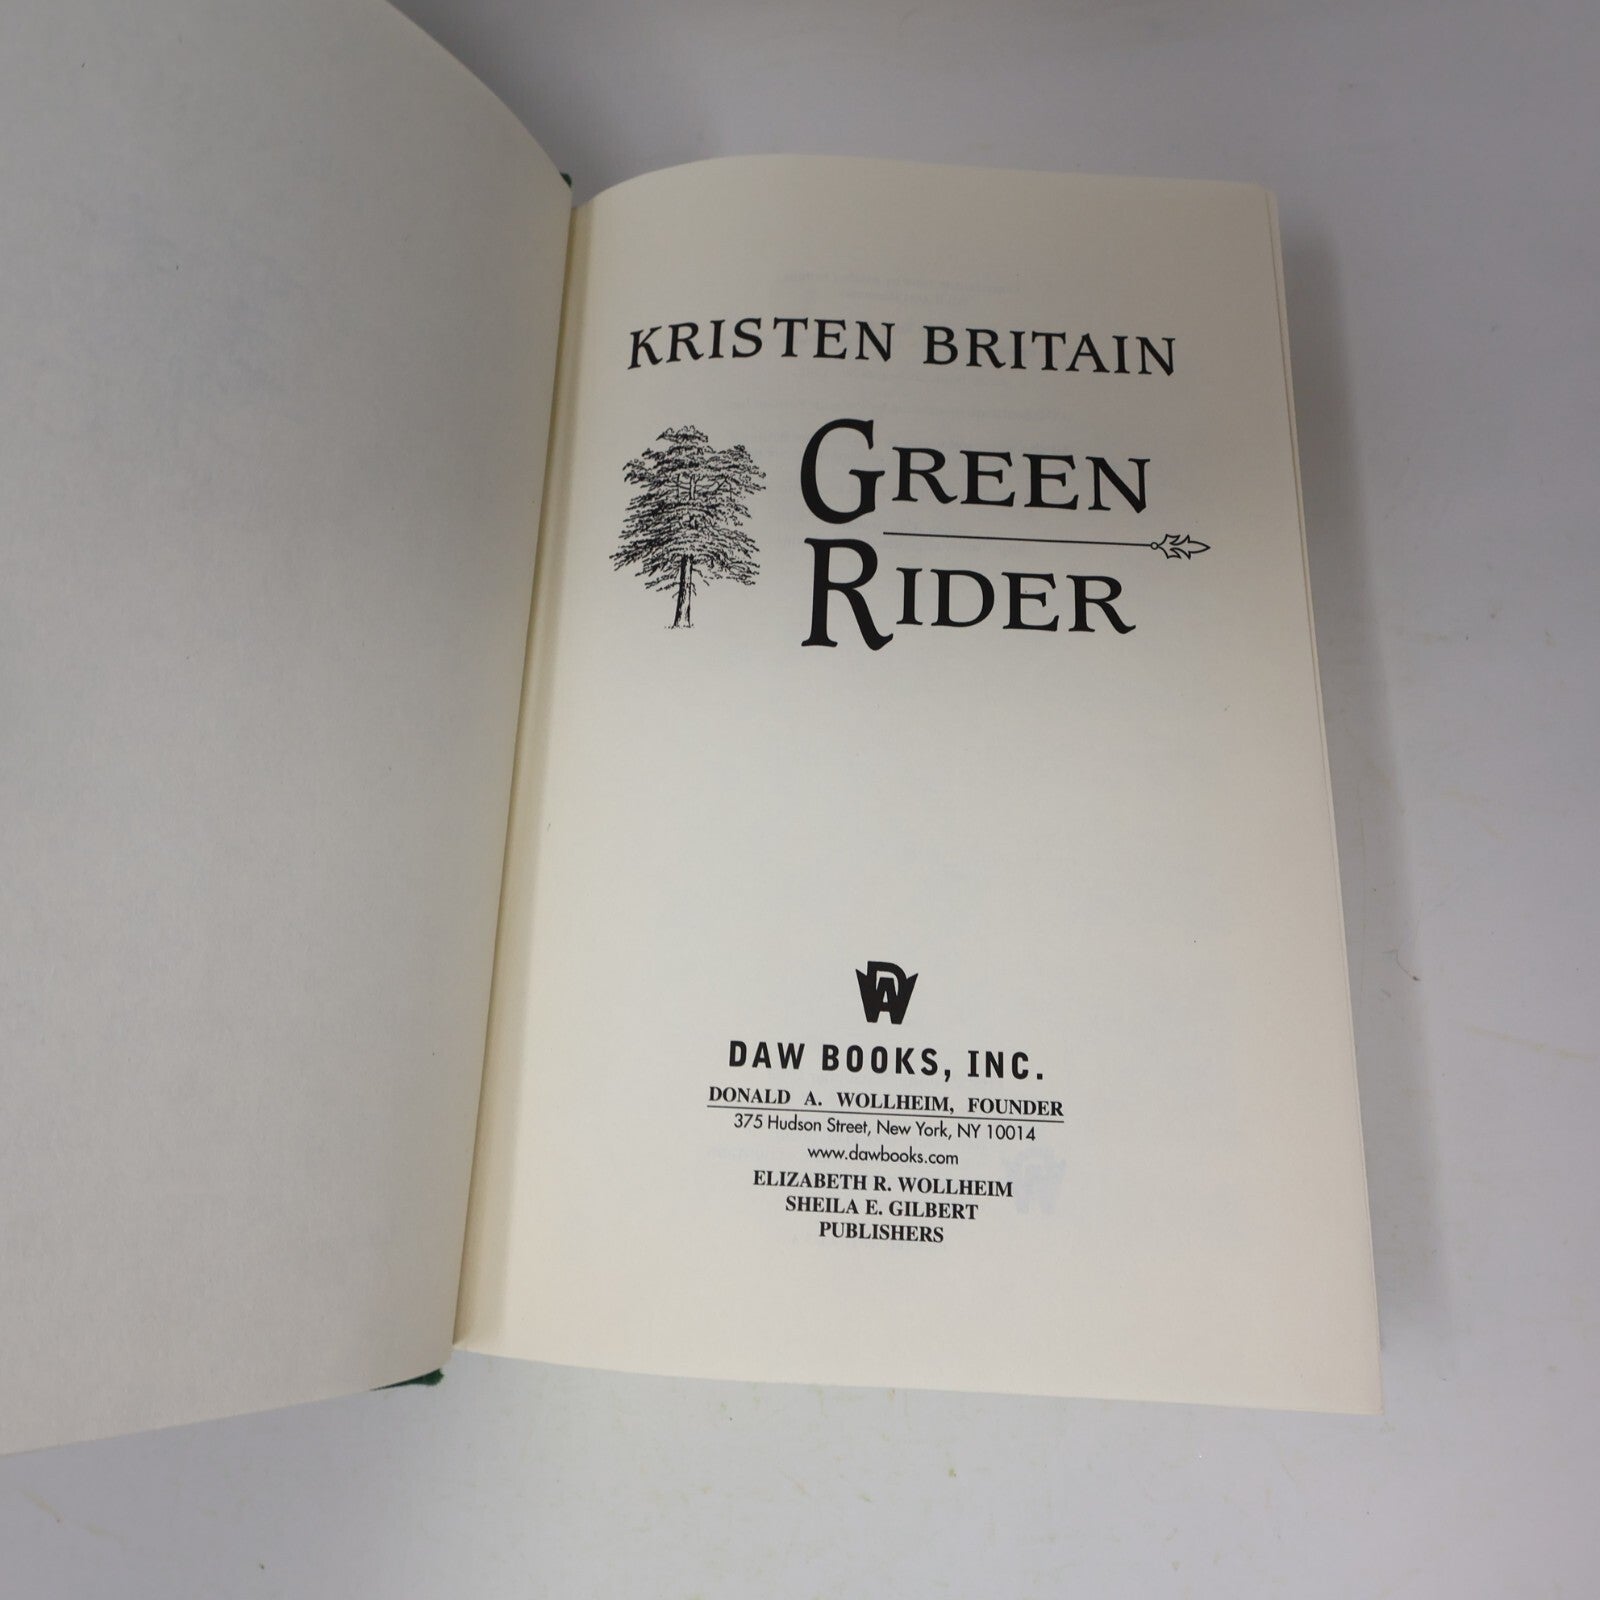 KRISTEN BRITAIN
GREEN
RIDER
DAW
DAW BOOKS, INC.
DONALD A. WOLLHEIM, FOUNDER
375 Hudson Street, New York, NY 10014
www.dawbooks.com
ELIZABETH R. WOLLHEIM
SHEILA E. GILBERT
PUBLISHERS